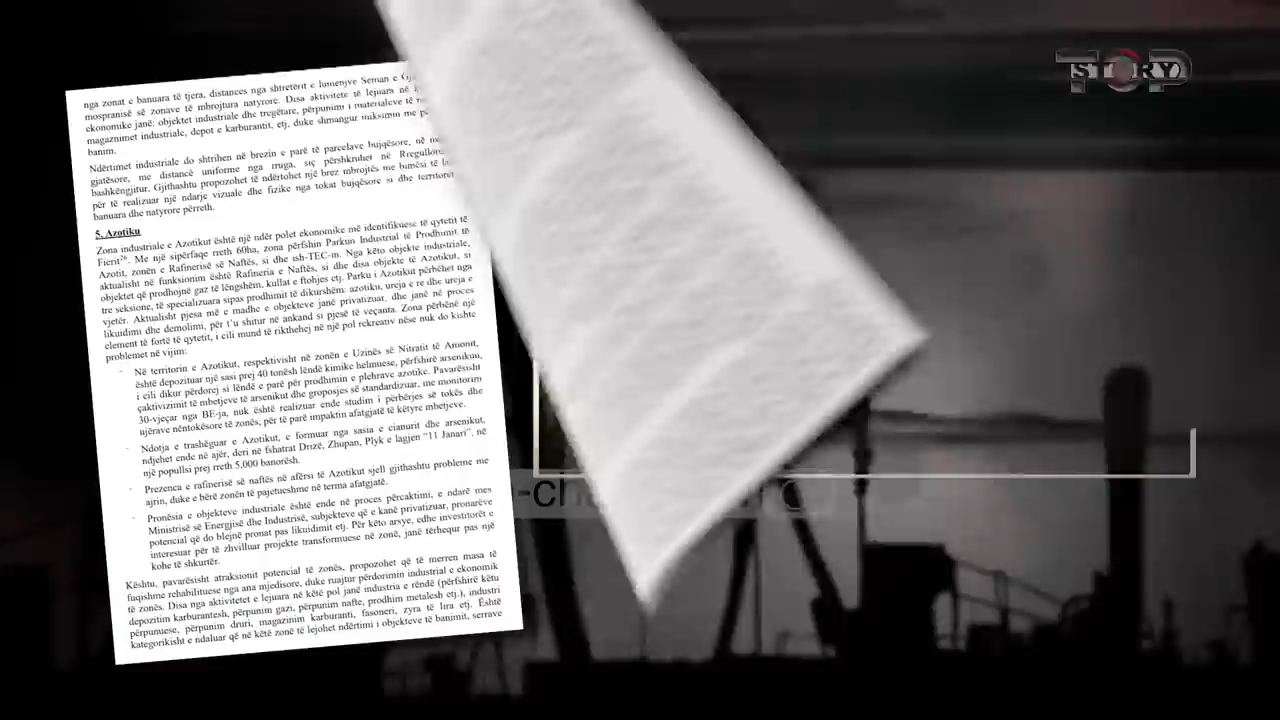 TOP STORY
nga zonat e banuara të tjera, distances nga shtretërit e lumenjve Seman e
mospranisë së zonave të mbrojtura natyrore. Disa aktivitete të lejuara në
ekonomike janë: objektet industriale dhe tregëtare, përpunimi i materialeve të
magazinimet industriale, depot e karburantit, etj, duke shmangur miksimin me
banim.
Ndërtimet industriale do shtrihen në brezin e parë të parcelave bujqësore, në
gjatësore, me distancë uniforme nga rruga, siç përshkruhet në
bashkëngjitur. Gjithashtu propozohet të ndërtohet një brez mbrojtës me bimësi të
për të realizuar një ndarje vizuale dhe fizike nga tokat bujqësore si dhe
banuara dhe natyrore përreth.
5. Azotiku
Zona industriale e Azotikut është një ndër polet ekonomike më identifikuese të qytetit të
Fierit. Me një sipërfaqe rreth 60ha, zona përfshin Parkun Industrial të Prodhimit të
Azotit, zonën e Rafinerisë së Naftës, si dhe ish-TEC-in. Nga këto objekte industriale,
aktualisht në funksionim është Rafineria e Naftës, si dhe disa objekte të Azotikut, si
objektet që prodhojnë gaz të lëngshëm, kullat e ftohjes etj. Parku i Azotikut përbëhet nga
tre seksione, të specializuara sipas prodhimit të dikurshëm: azotiku, ureja e re dhe ureja e
vjetër. Aktualisht pjesa më e madhe e objekteve janë privatizuar, dhe janë në proces
likuidimi dhe demolimi, për t'u shitur në ankand si pjesë të veçanta. Zona përbënë një
element të fortë të qytetit, i cili mund të rikthehej në një pol rekreativ nëse nuk do kishte
problemet në vijim:
- Në territorin e Azotikut, respektivisht në zonën e Uzinës së Nitratit të Amonit,
është depozituar një sasi prej 40 tonësh lëndë kimike helmuese, përfshirë arsenikun,
i cili dikur përdorej si lëndë e parë për prodhimin e plehrave azotike. Pavarësisht
çaktivizimit të mbetjeve të arsenikut dhe groposjes së standardizuar, me monitorim
30-vjeçar nga BE-ja, nuk është realizuar ende studim i përbërjes së tokës dhe
ujërave nëntokësore të zonës, për të parë impaktin afatgjatë të këtyre mbetjeve.
- Ndotja e trashëguar e Azotikut, e formuar nga sasia e cianurit dhe arsenikut,
ndjehet ende në ajër, deri në fshatrat Drizë, Zhupan, Plyk e lagjen "11 Janari", në
një popullsi prej rreth 5,000 banorësh.
- Prezenca e rafinerisë së naftës në afërsi të Azotikut sjell gjithashtu probleme me
ajrin, duke e bërë zonën të pajetueshme në terma afatgjatë.
- Pronësia e objekteve industriale është ende në proces përcaktimi, e ndarë mes
Ministrisë së Energjisë dhe Industrisë, subjekteve që e kanë privatizuar, pronarëve
potencial që do blejnë pronat pas likuidimit etj. Për këto arsye, edhe investitorët e
interesuar për të zhvilluar projekte transformuese në zonë, janë tërhequr pas një
kohe të shkurtër.
Kështu, pavarësisht atraksionit potencial të zonës, propozohet që të merren masa të
fuqishme rehabilituese nga ana mjedisore, duke ruajtur përdorimin industrial e ekonomik
të zonës. Disa nga aktivitetet e lejuara në këtë pol janë industria e rëndë (përfshirë këtu
depozitim karburantesh, përpunim gazi, përpunim nafte, prodhim metalesh etj.), industri
përpunuese, përpunim druri, magazinim karburanti, fasoneri, zyra të lira etj. Është
kategorikisht e ndaluar që në këtë zonë të lejohet ndërtimi i objekteve të banimit, serrave